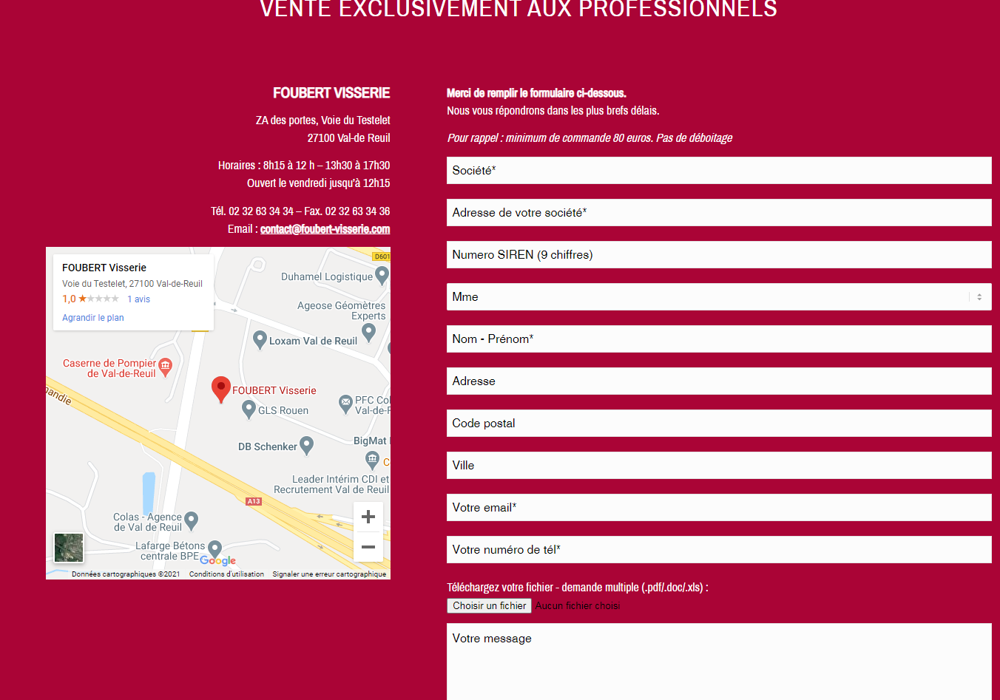 VENTE EXCLUSIVEMENT AUX PROFESSIONNELS
FOUBERT VISSERIE
ZA des portes, Voie du Testelet
27100 Val-de Reuil
Horaires : 8h15 à 12 h – 13h30 à 17h30
Ouvert le vendredi jusqu'à 12h15
Tél. 02 32 63 34 34 – Fax. 02 32 63 34 36
Email : contact@foubert-visserie.com
FOUBERT Visserie
Voie du Testelet, 27100 Val-de-Reuil
1,0 1 avis
Agrandir le plan
D601
Duhamel Logistique
Ageose Géomètres
Experts
Loxam Val de Reuil
Caserne de Pompier
de Val-de-Reuil
FOUBERT Visserie
GLS Rouen
PFC Col
Val-de-R
mandie
DB Schenker
BigMat
C
Leader Intérim CDI et
Recrutement Val de Reuil
A13
Colas - Agence
de Val de Reuil
Lafarge Bétons
centrale BPE
Google
Données cartographiques ©2021 Conditions d'utilisation Signaler une erreur cartographique
Merci de remplir le formulaire ci-dessous.
Nous vous répondrons dans les plus brefs délais.
Pour rappel : minimum de commande 80 euros. Pas de déboitage
Société*
Adresse de votre société*
Numero SIREN (9 chiffres)
Mme
Nom - Prénom*
Adresse
Code postal
Ville
Votre email*
Votre numéro de tél*
Téléchargez votre fichier - demande multiple (.pdf/.doc/.xls) :
Choisir un fichier Aucun fichier choisi
Votre message